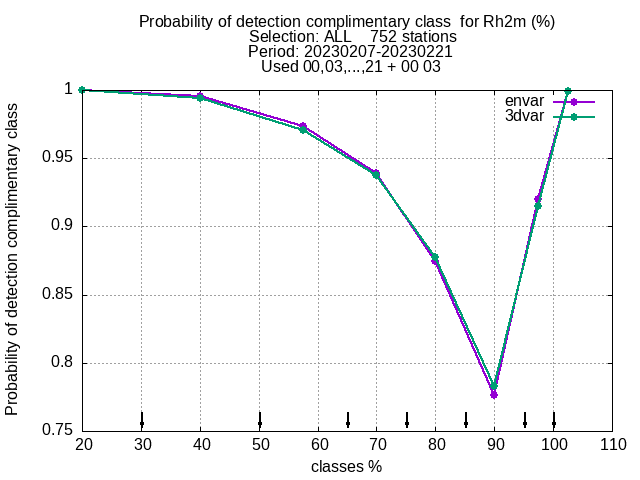 Probability of detection complimentary class  for Rh2m (%)
Selection: ALL    752 stations
Period: 20230207-20230221
Used 00,03,...,21 + 00 03
envar
3dvar
Probability of detection complimentary class
1
0.95
0.9
0.85
0.8
0.75
20 30 40 50 60 70 80 90 100 110
classes %